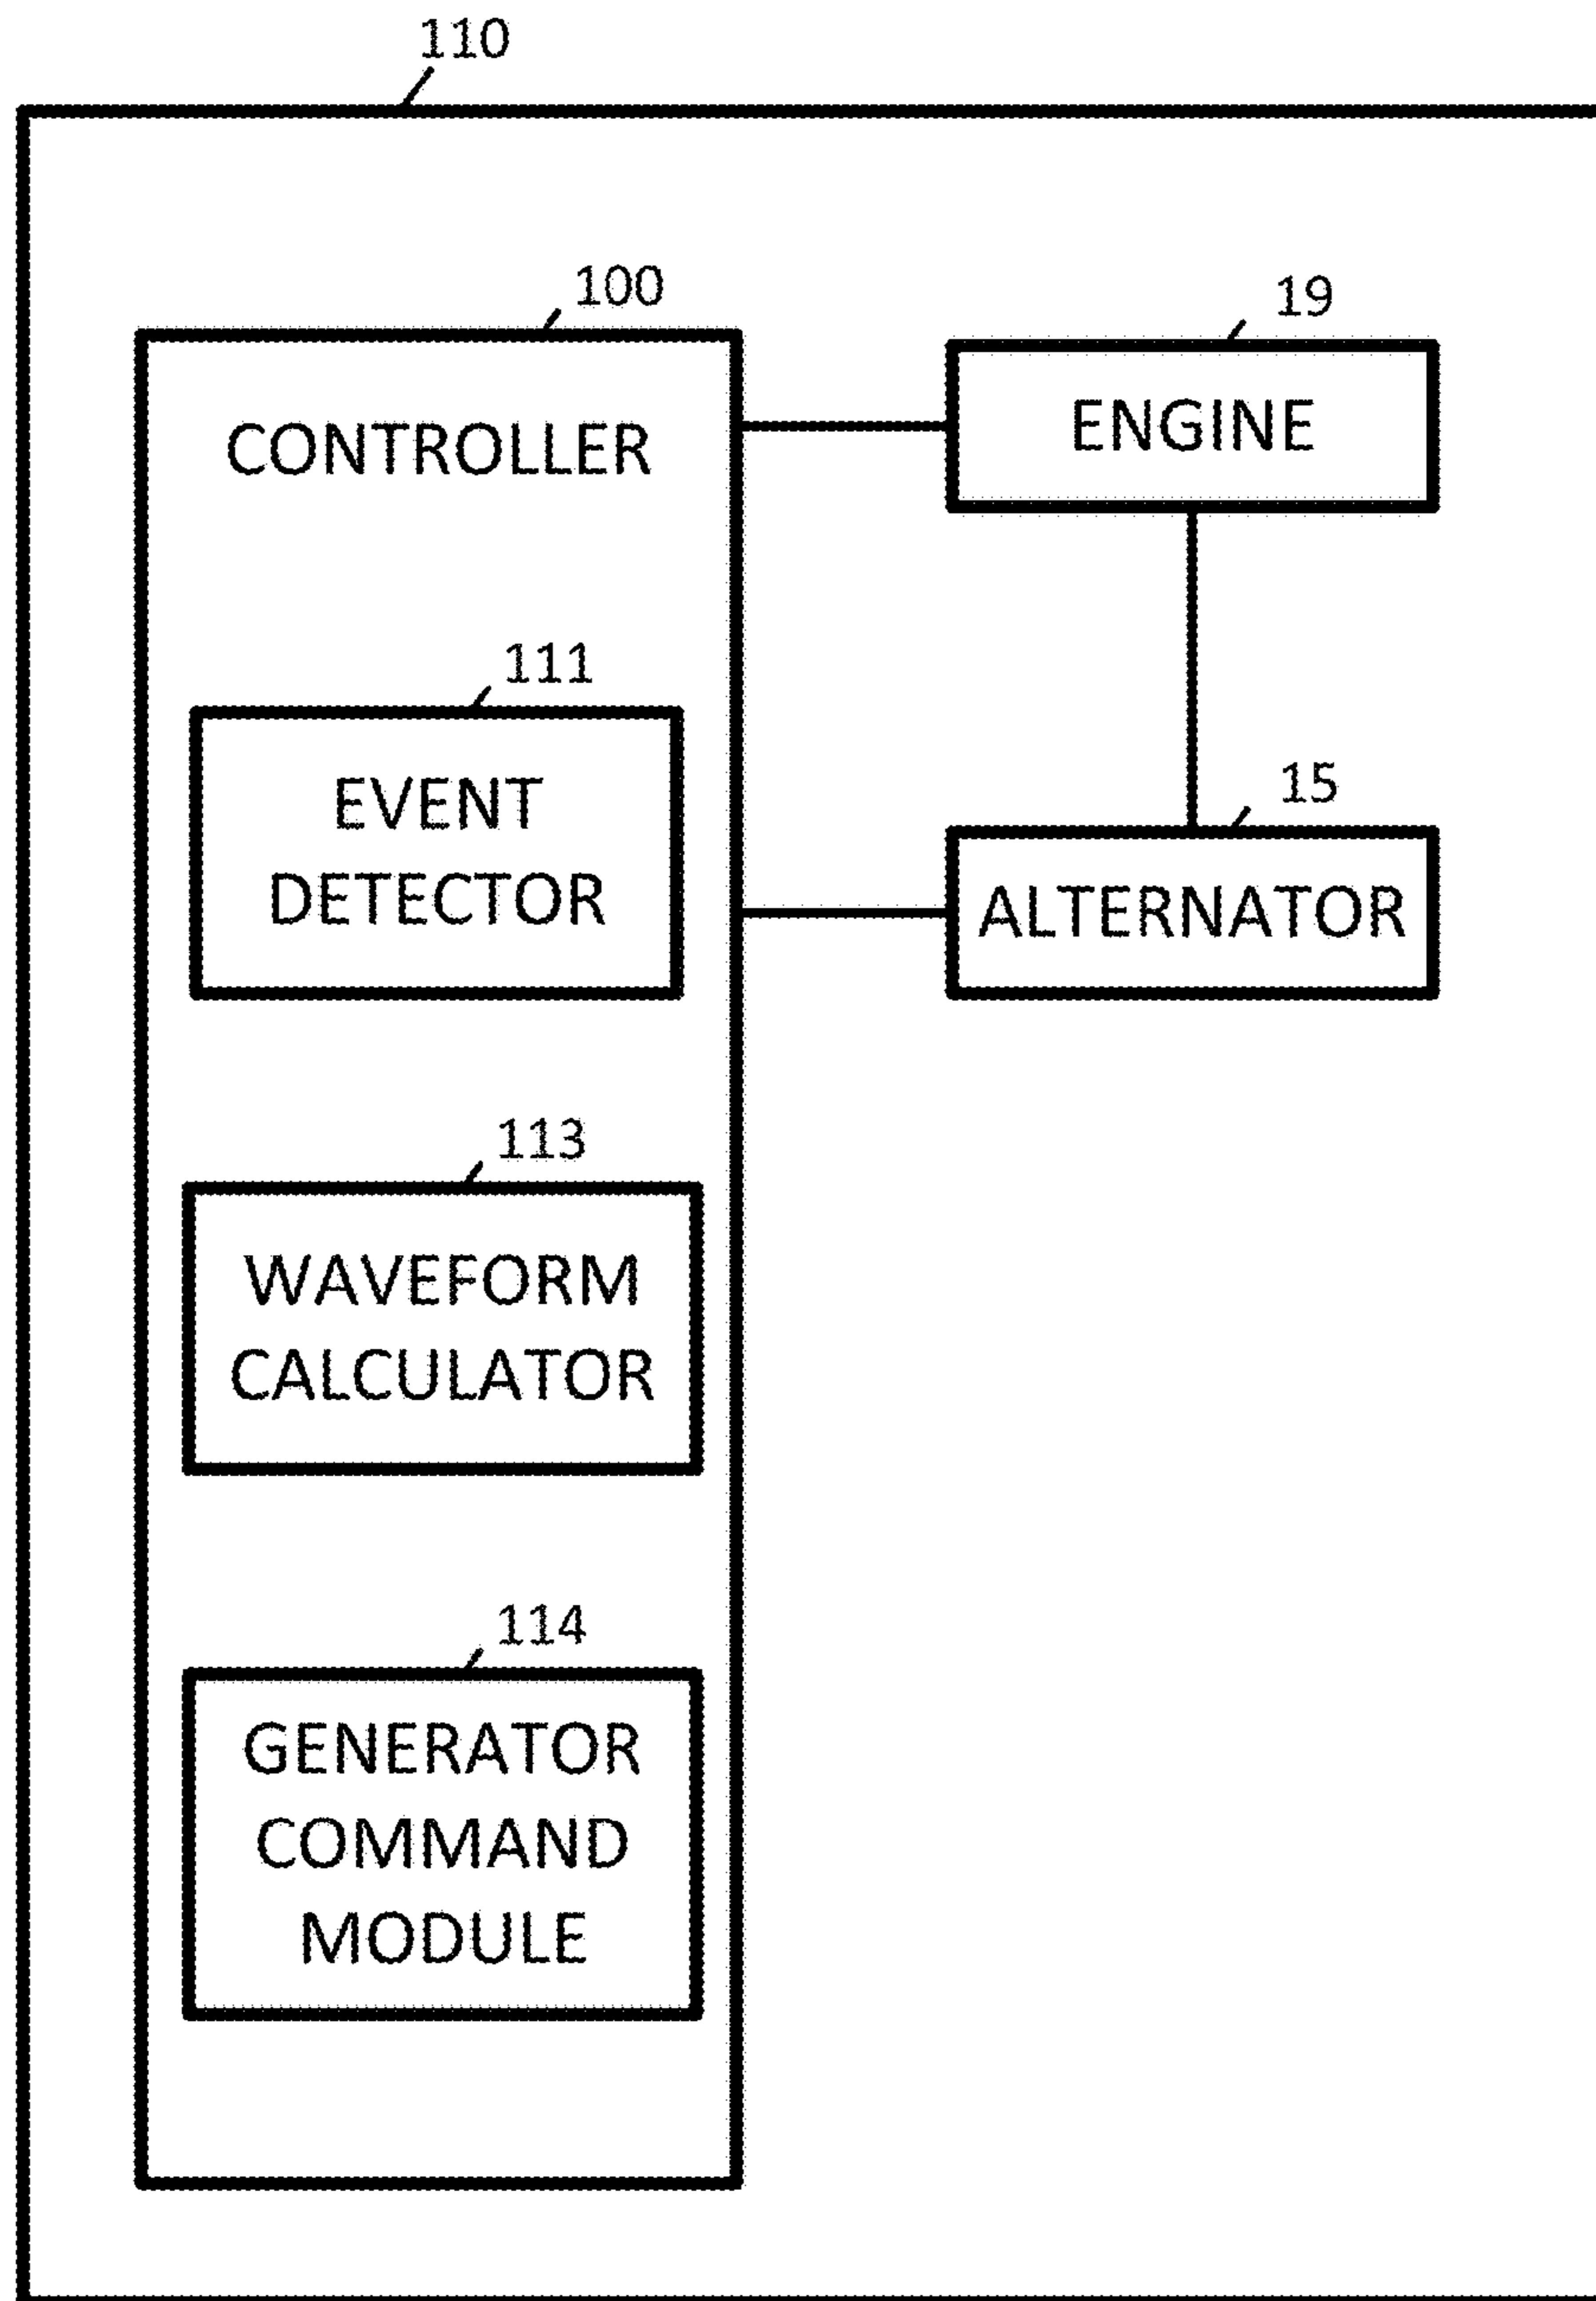 110
100
CONTROLLER
19
ENGINE
111
EVENT
DETECTOR
15
ALTERNATOR
113
WAVEFORM
CALCULATOR
114
GENERATOR
COMMAND
MODULE